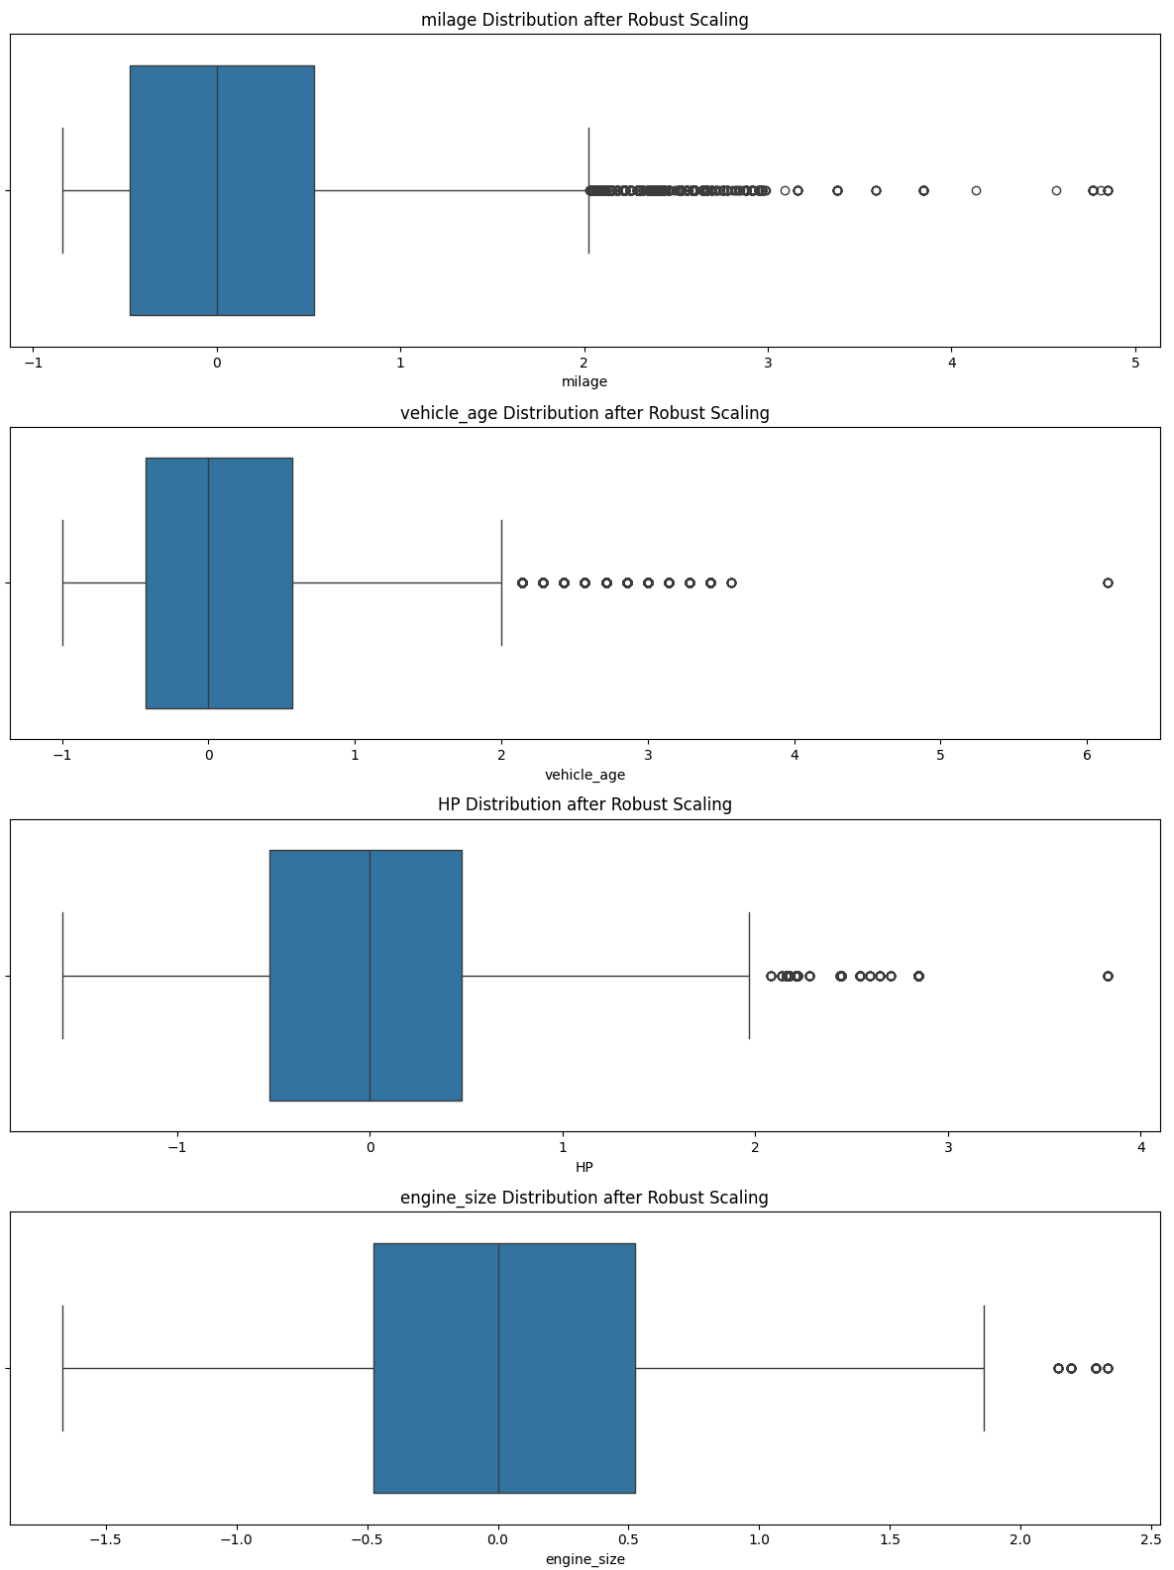 milage Distribution after Robust Scaling
−1 0 1 2 3 4 5
milage
vehicle_age Distribution after Robust Scaling
−1 0 1 2 3 4 5 6
vehicle_age
HP Distribution after Robust Scaling
−1 0 1 2 3 4
HP
engine_size Distribution after Robust Scaling
−1.5 −1.0 −0.5 0.0 0.5 1.0 1.5 2.0 2.5
engine_size